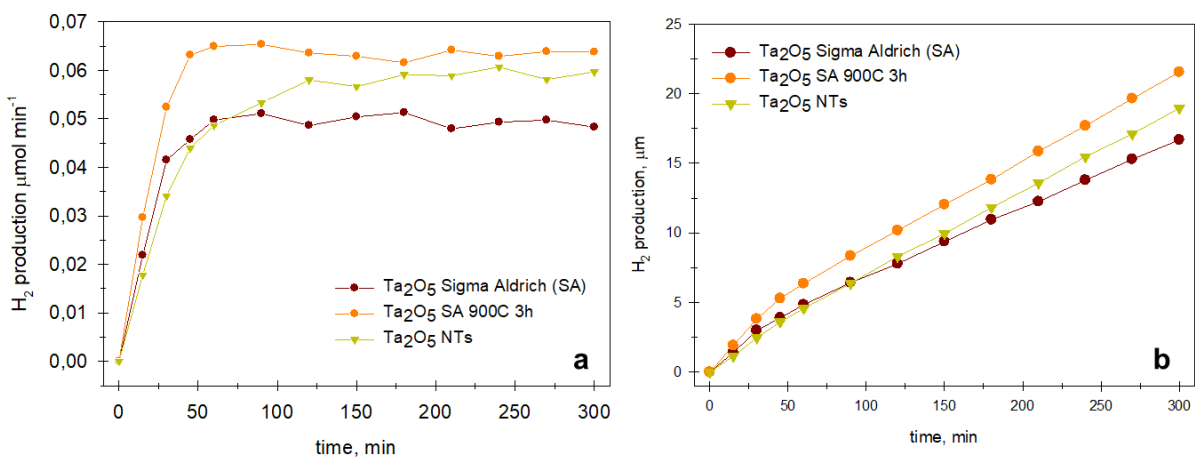 H2 production μmol min-1
0,07
0,06
0,05
0,04
0,03
0,02
0,01
0,00
Ta2O5 Sigma Aldrich (SA)
Ta2O5 SA 900C 3h
Ta2O5 NTs
a
0 50 100 150 200 250 300
time, min
H2 production, μm
25
20
15
10
5
0
Ta2O5 Sigma Aldrich (SA)
Ta2O5 SA 900C 3h
Ta2O5 NTs
b
0 50 100 150 200 250 300
time, min